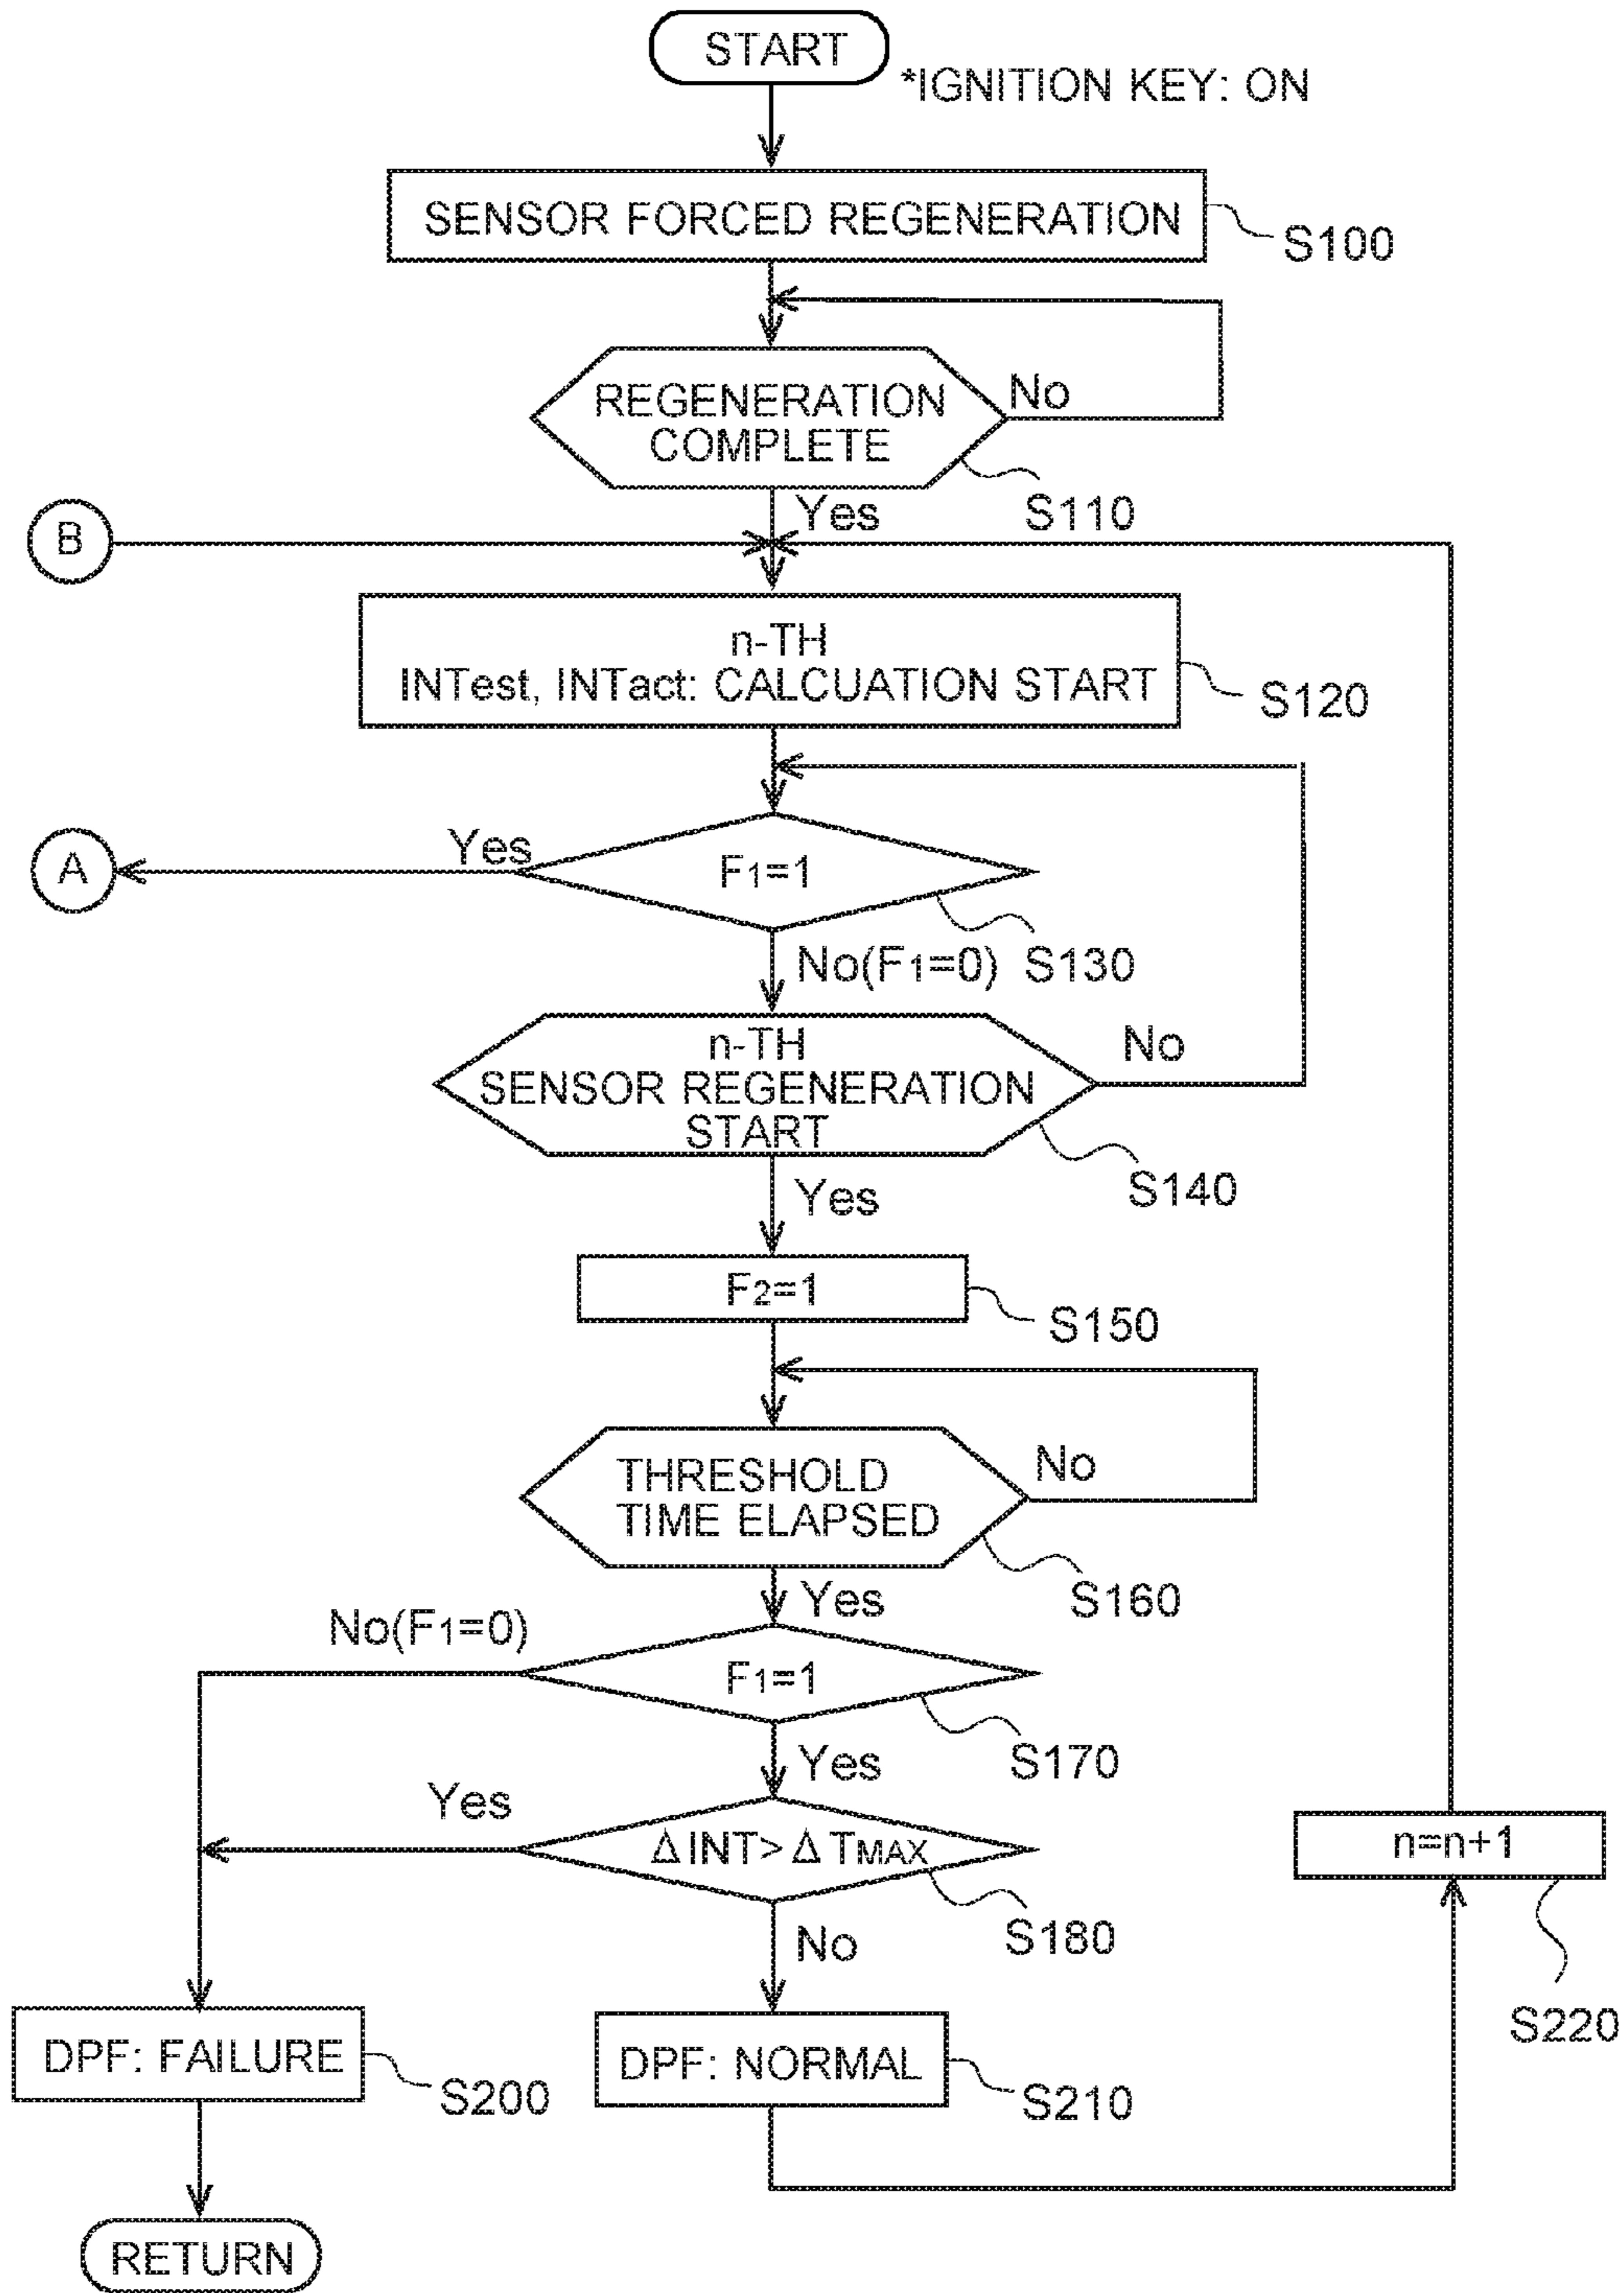 START
*IGNITION KEY: ON
SENSOR FORCED REGENERATION
S100
REGENERATION
COMPLETE
No
S110
Yes
B
n-TH
INTest, INTact: CALCUATION START
S120
A
Yes
F1=1
No(F1=0)
S130
n-TH
SENSOR REGENERATION
START
No
S140
Yes
F2=1
S150
THRESHOLD
TIME ELAPSED
No
S160
Yes
No(F1=0)
F1=1
S170
Yes
Yes
ΔINT>ΔTMAX
S180
No
n=n+1
S220
DPF: FAILURE
S200
DPF: NORMAL
S210
RETURN